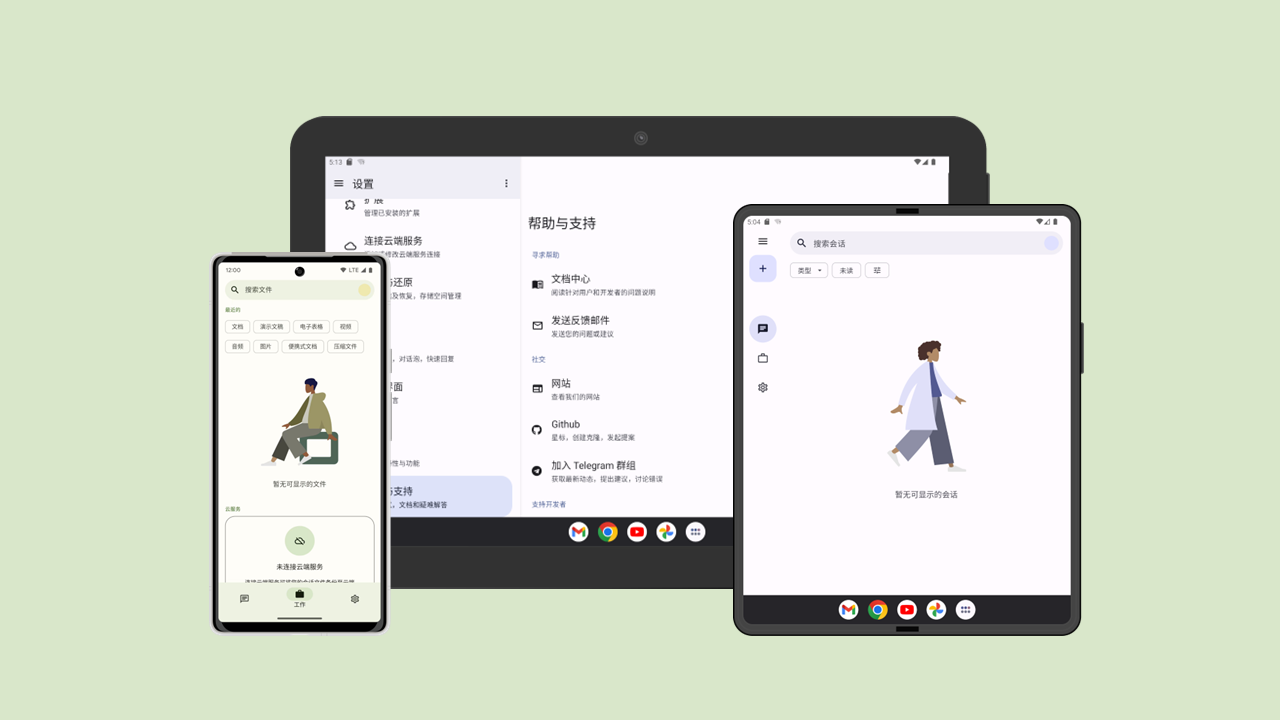 5:13
设置
扩展
管理已安装的扩展
连接云端服务
修改云端服务连接
与还原
及恢复，存储空间管理
，对话泡，快速回复
界面
言
性与功能
与支持
，文档和疑难解答
帮助与支持
寻求帮助
文档中心
阅读针对用户和开发者的问题说明
发送反馈邮件
发送您的问题或建议
社交
网站
查看我们的网站
Github
星标，创建克隆，发起提案
加入 Telegram 群组
获取最新动态，提出建议，讨论错误
支持开发者
12:00
LTE
搜索文件
最近的
文档
演示文稿
电子表格
视频
音频
图片
便携式文档
压缩文件
暂无可显示的文件
云服务
未连接云端服务
工作
5:04
搜索会话
类型
未读
暂无可显示的会话